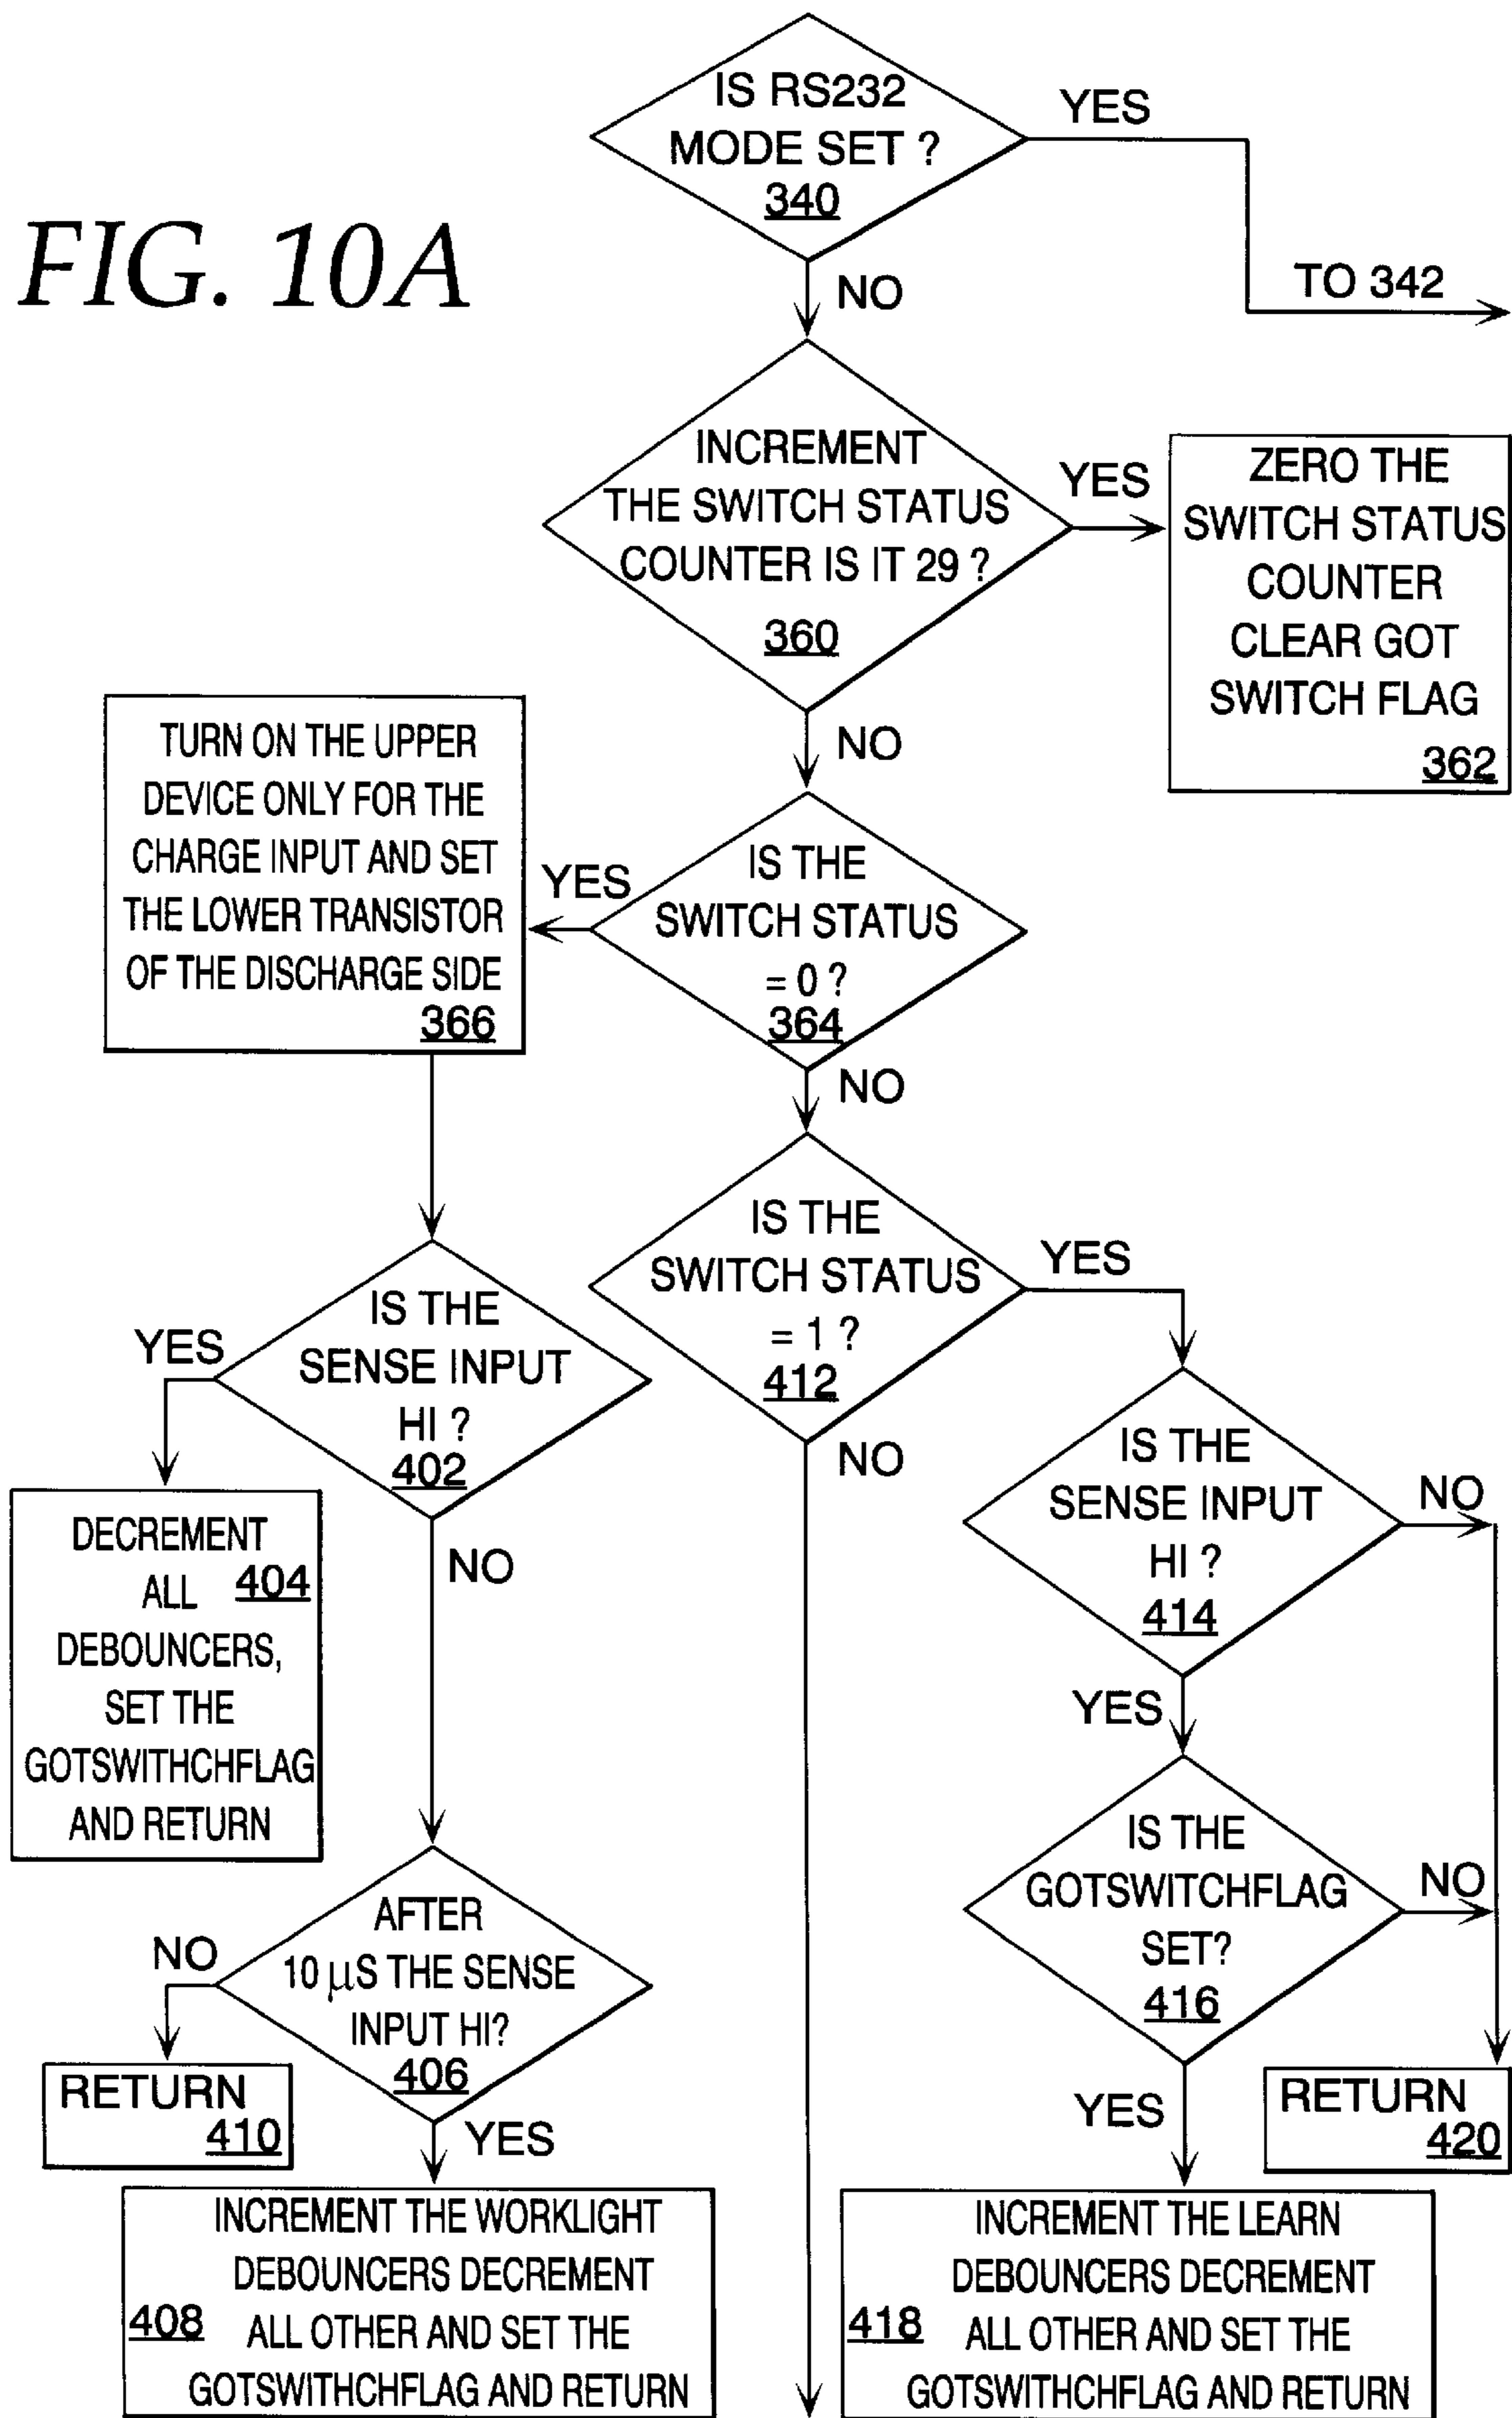 FIG. 10A
IS RS232
MODE SET ?
340
YES
TO 342
NO
INCREMENT
THE SWITCH STATUS
COUNTER IS IT 29 ?
360
YES
ZERO THE
SWITCH STATUS
COUNTER
CLEAR GOT
SWITCH FLAG
362
NO
IS THE
SWITCH STATUS
= 0 ?
364
YES
TURN ON THE UPPER
DEVICE ONLY FOR THE
CHARGE INPUT AND SET
THE LOWER TRANSISTOR
OF THE DISCHARGE SIDE
366
NO
IS THE
SWITCH STATUS
= 1 ?
412
YES
NO
IS THE
SENSE INPUT
HI ?
402
YES
DECREMENT
ALL 404
DEBOUNCERS,
SET THE
GOTSWITHCHFLAG
AND RETURN
NO
AFTER
10 µS THE SENSE
INPUT HI?
406
NO
RETURN
410
YES
INCREMENT THE WORKLIGHT
DEBOUNCERS DECREMENT
408 ALL OTHER AND SET THE
GOTSWITHCHFLAG AND RETURN
IS THE
SENSE INPUT
HI ?
414
NO
YES
IS THE
GOTSWITCHFLAG
SET?
416
NO
RETURN
420
YES
INCREMENT THE LEARN
DEBOUNCERS DECREMENT
418 ALL OTHER AND SET THE
GOTSWITHCHFLAG AND RETURN